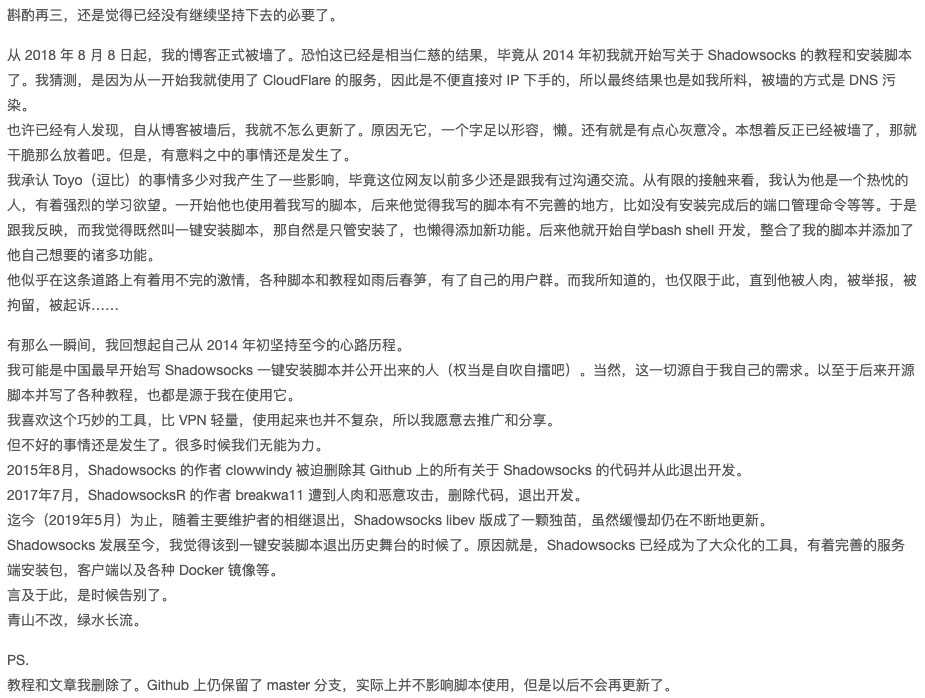 斟酌再三，还是觉得已经没有继续坚持下去的必要了。
从 2018 年 8 月 8 日起，我的博客正式被墙了。恐怕这已经是相当仁慈的结果，毕竟从 2014 年初我就开始写关于 Shadowsocks 的教程和安装脚本
了。我猜测，是因为从一开始我就使用了 CloudFlare 的服务，因此是不便直接对 IP 下手的，所以最终结果也是如我所料，被墙的方式是 DNS 污
染。
也许已经有人发现，自从博客被墙后，我就不怎么更新了。原因无它，一个字足以形容，懒。还有就是有点心灰意冷。本想着反正已经被墙了，那就
干脆那么放着吧。但是，有意料之中的事情还是发生了。
我承认 Toyo（逗比）的事情多少对我产生了一些影响，毕竟这位网友以前多少还是跟我有过沟通交流。从有限的接触来看，我认为他是一个热忱的
人，有着强烈的学习欲望。一开始他也使用着我写的脚本，后来他觉得我写的脚本有不完善的地方，比如没有安装完成后的端口管理命令等等。于是
跟我反映，而我觉得既然叫一键安装脚本，那自然是只管安装了，也懒得添加新功能。后来他就开始自学bash shell 开发，整合了我的脚本并添加了
他自己想要的诸多功能。
他似乎在这条道路上有着用不完的激情，各种脚本和教程如雨后春笋，有了自己的用户群。而我所知道的，也仅限于此，直到他被人肉，被举报，被
拘留，被起诉……
有那么一瞬间，我回想起自己从 2014 年初坚持至今的心路历程。
我可能是中国最早开始写 Shadowsocks 一键安装脚本并公开出来的人（权当是自吹自擂吧）。当然，这一切源自于我自己的需求。以至于后来开源
脚本并写了各种教程，也都是源于我在使用它。
我喜欢这个巧妙的工具，比 VPN 轻量，使用起来也并不复杂，所以我愿意去推广和分享。
但不好的事情还是发生了。很多时候我们无能为力。
2015年8月，Shadowsocks 的作者 clowwindy 被迫删除其 Github 上的所有关于 Shadowsocks 的代码并从此退出开发。
2017年7月，ShadowsocksR 的作者 breakwa11 遭到人肉和恶意攻击，删除代码，退出开发。
迄今（2019年5月）为止，随着主要维护者的相继退出，Shadowsocks libev 版成了一颗独苗，虽然缓慢却仍在不断地更新。
Shadowsocks 发展至今，我觉得该到一键安装脚本退出历史舞台的时候了。原因就是，Shadowsocks 已经成为了大众化的工具，有着完善的服务
端安装包，客户端以及各种 Docker 镜像等。
言及于此，是时候告别了。
青山不改，绿水长流。
PS.
教程和文章我删除了。Github 上仍保留了 master 分支，实际上并不影响脚本使用，但是以后不会再更新了。